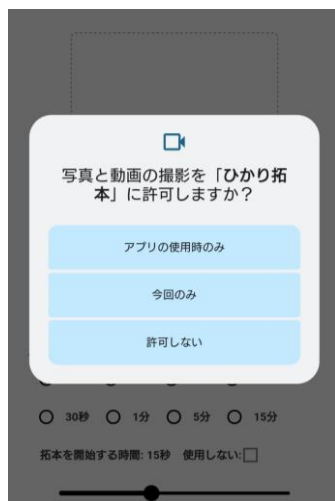 写真と動画の撮影を「ひかり拓
本」に許可しますか？
アプリの使用時のみ
今回のみ
許可しない
30秒 1分 5分 15分
拓本を開始する時間: 15秒 使用しない: